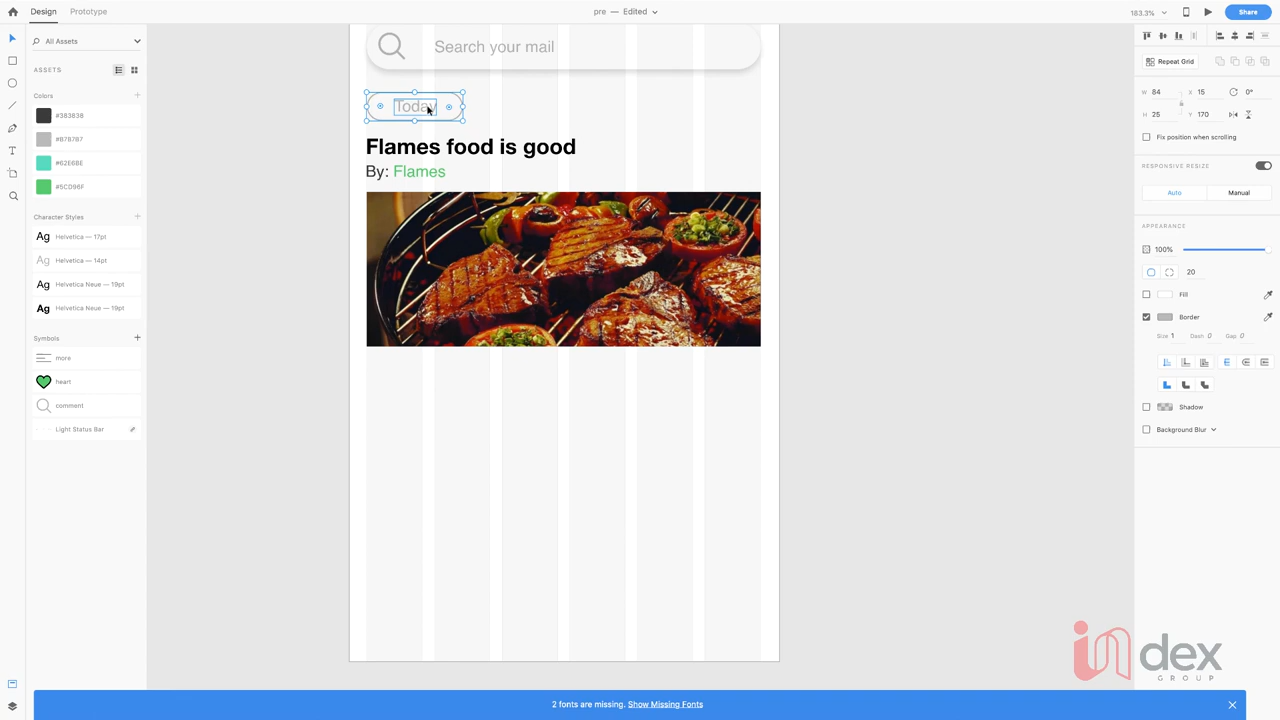 Design
Prototype
pre — Edited
183.3%
Share
All Assets
ASSETS
Colors
#383838
#B7B7B7
#62E6BE
#5CD96F
Character Styles
Ag Helvetica — 17pt
Ag Helvetica — 14pt
Ag Helvetica Neue — 19pt
Ag Helvetica Neue — 19pt
Symbols
more
heart
comment
Light Status Bar
Search your mail
Today
Flames food is good
By: Flames
Repeat Grid
W 84 X 15 0°
H 25 Y 170
Fix position when scrolling
RESPONSIVE RESIZE
Auto Manual
APPEARANCE
100%
20
Fill
Border
Size 1 Dash 0 Gap 0
Shadow
Background Blur
index
GROUP
2 fonts are missing. Show Missing Fonts